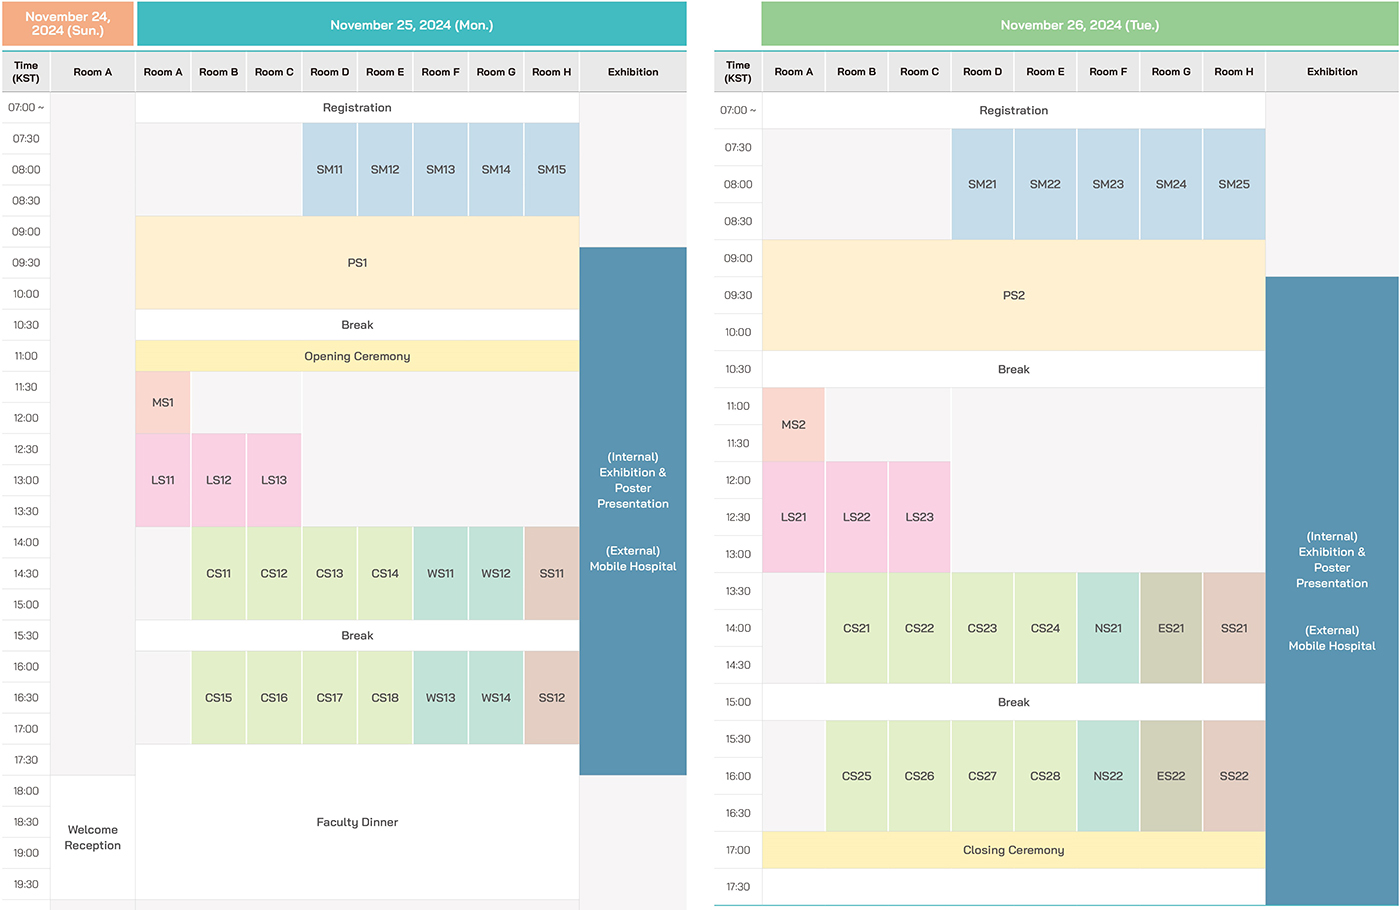 November 24,
2024 (Sun.)
November 25, 2024 (Mon.)
Time
(KST)
Room A
Room A
Room B
Room C
Room D
Room E
Room F
Room G
Room H
Exhibition
07:00 ~
Registration
07:30
08:00
SM11
SM12
SM13
SM14
SM15
08:30
09:00
09:30
PS1
10:00
10:30
Break
11:00
Opening Ceremony
11:30
MS1
12:00
12:30
13:00
LS11
LS12
LS13
13:30
(Internal)
Exhibition &
Poster
Presentation
(External)
Mobile Hospital
14:00
14:30
CS11
CS12
CS13
CS14
WS11
WS12
SS11
15:00
15:30
Break
16:00
16:30
CS15
CS16
CS17
CS18
WS13
WS14
SS12
17:00
17:30
18:00
18:30
Faculty Dinner
Welcome
Reception
19:00
19:30
November 26, 2024 (Tue.)
Time
(KST)
Room A
Room B
Room C
Room D
Room E
Room F
Room G
Room H
Exhibition
07:00 ~
Registration
07:30
08:00
SM21
SM22
SM23
SM24
SM25
08:30
09:00
09:30
PS2
10:00
10:30
Break
11:00
MS2
11:30
12:00
12:30
LS21
LS22
LS23
13:00
(Internal)
Exhibition &
Poster
Presentation
(External)
Mobile Hospital
13:30
14:00
CS21
CS22
CS23
CS24
NS21
ES21
SS21
14:30
15:00
Break
15:30
16:00
CS25
CS26
CS27
CS28
NS22
ES22
SS22
16:30
17:00
Closing Ceremony
17:30